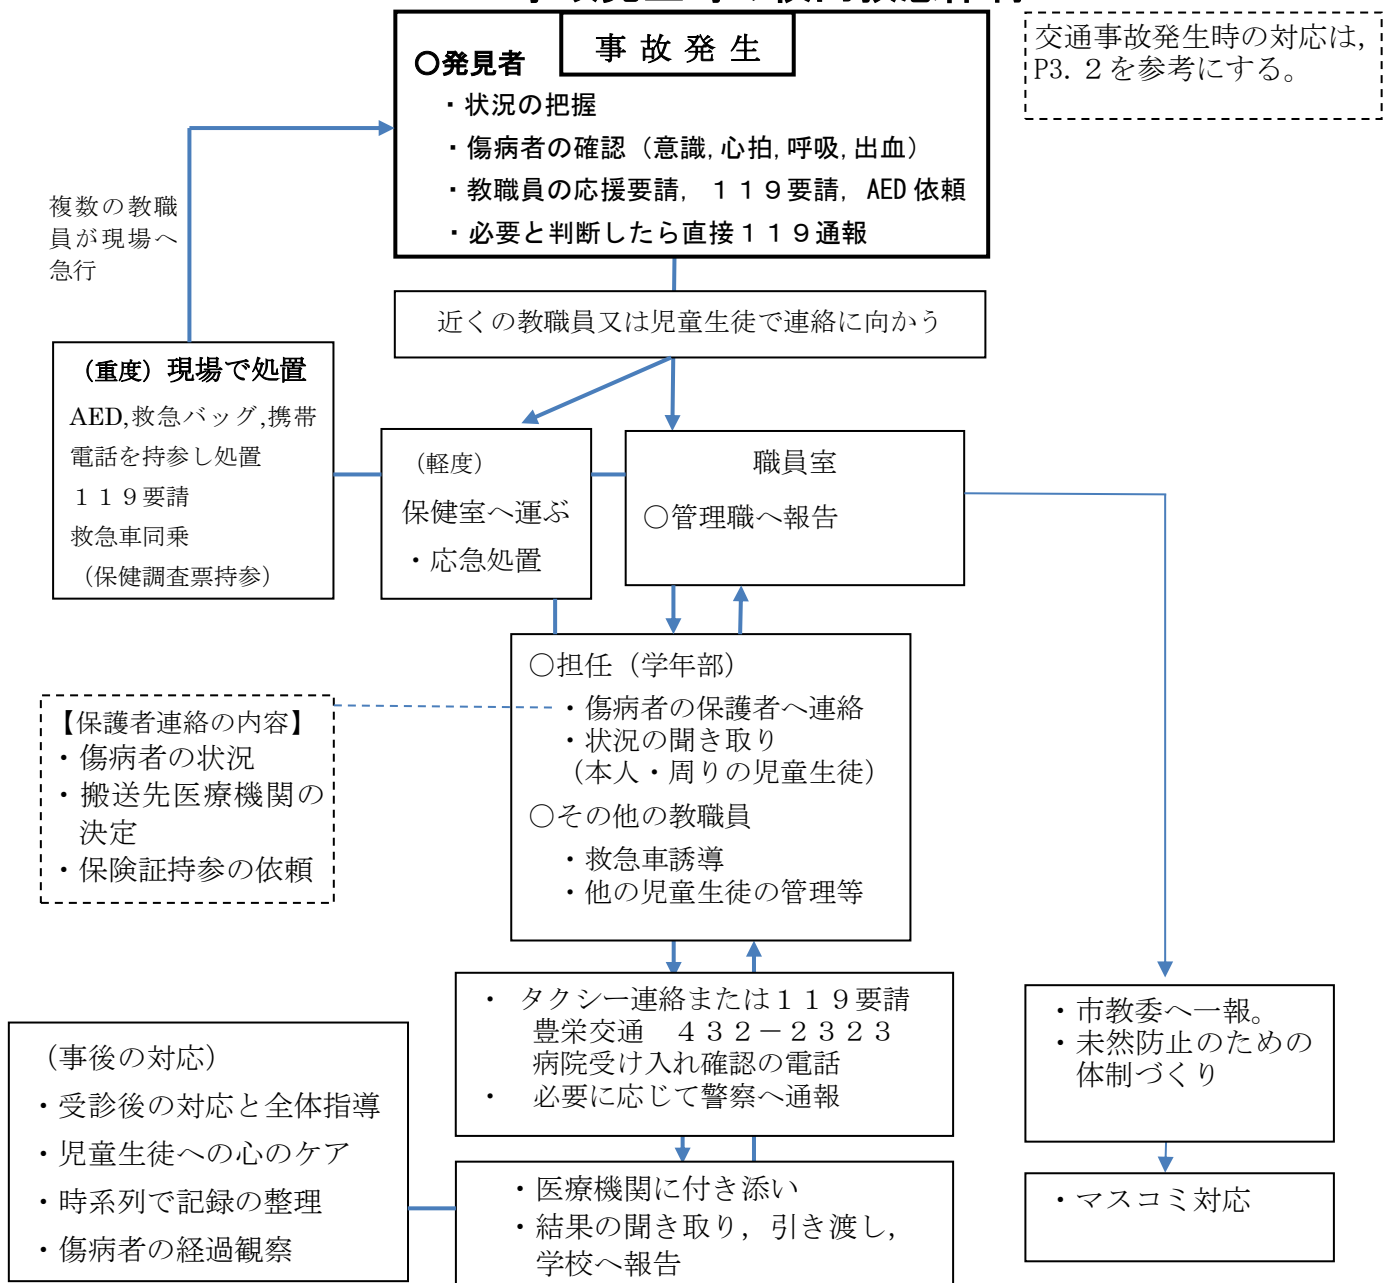 事 故 発 生
○発見者
・状況の把握
・傷病者の確認（意識,心拍,呼吸,出血）
・教職員の応援要請，１１９要請，AED 依頼
・必要と判断したら直接１１９通報
交通事故発生時の対応は,
P3.２を参考にする。
複数の教職
員が現場へ
急行
近くの教職員又は児童生徒で連絡に向かう
（重度）現場で処置
AED,救急バッグ,携帯
電話を持参し処置
１１９要請
救急車同乗
（保健調査票持参）
（軽度）
保健室へ運ぶ
・応急処置
職員室
○管理職へ報告
○担任（学年部）
・傷病者の保護者へ連絡
・状況の聞き取り
（本人・周りの児童生徒）
○その他の教職員
・救急車誘導
・他の児童生徒の管理等
【保護者連絡の内容】
・傷病者の状況
・搬送先医療機関の
決定
・保険証持参の依頼
・ タクシー連絡または１１９要請
豊栄交通 ４３２－２３２３
病院受け入れ確認の電話
・ 必要に応じて警察へ通報
・市教委へ一報。
・未然防止のための
体制づくり
（事後の対応）
・受診後の対応と全体指導
・児童生徒への心のケア
・時系列で記録の整理
・傷病者の経過観察
・医療機関に付き添い
・結果の聞き取り，引き渡し，
学校へ報告
・マスコミ対応